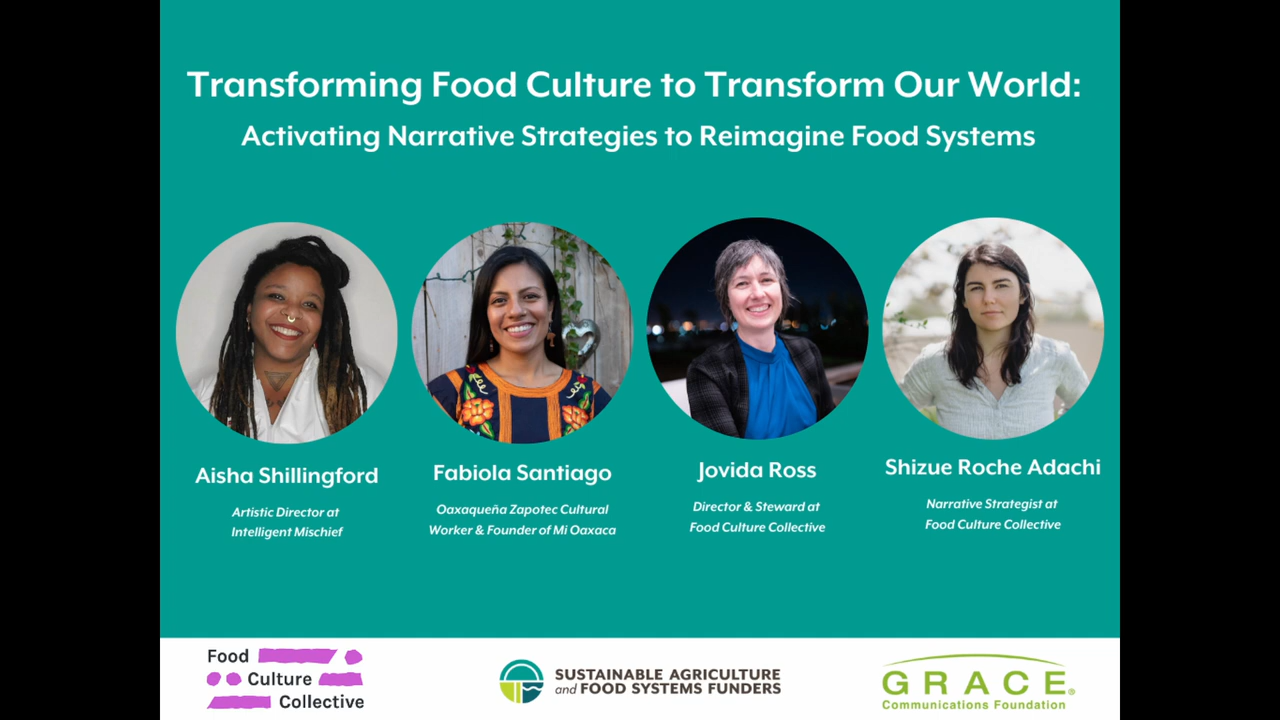 Transforming Food Culture to Transform Our World:
Activating Narrative Strategies to Reimagine Food Systems
Aisha Shillingford
Artistic Director at
Intelligent Mischief
Fabiola Santiago
Oaxaqueña Zapotec Cultural
Worker & Founder of Mi Oaxaca
Jovida Ross
Director & Steward at
Food Culture Collective
Shizue Roche Adachi
Narrative Strategist at
Food Culture Collective
Food
Culture
Collective
SUSTAINABLE AGRICULTURE
and FOOD SYSTEMS FUNDERS
GRACE®
Communications Foundation